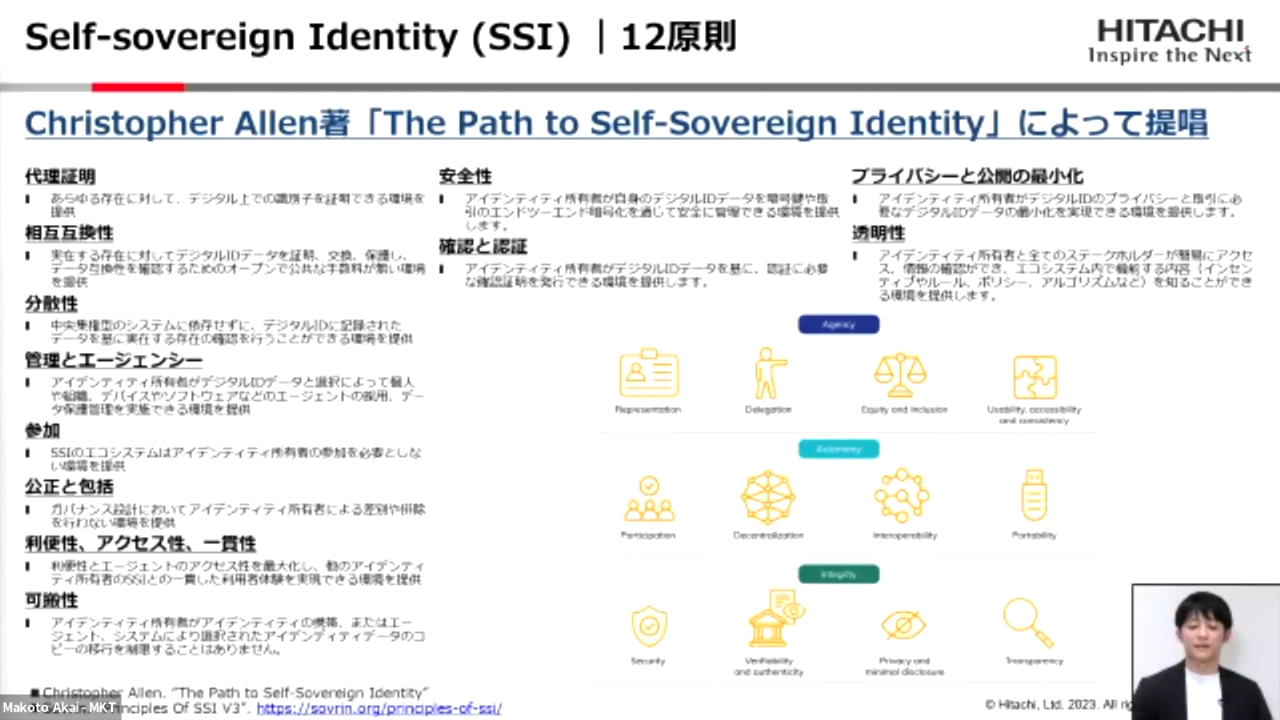 Self-sovereign Identity (SSI) ｜12原則
HITACHI
Inspire the Next
Christopher Allen著「The Path to Self-Sovereign Identity」によって提唱
代理証明
あらゆる存在に対して、デジタル上での識別子を証明できる環境を
提供
相互互換性
実在する存在に対してデジタルIDデータを証明、交換、保護し、
データ互換性を確認するためのオープンで公共な手数料が無い環境
を提供
分散性
中央集権型のシステムに依存せずに、デジタルIDに記録された
データを基に実在する存在の確認を行うことができる環境を提供
管理とエージェンシー
アイデンティティ所有者がデジタルIDデータと選択によって個人
や組織、デバイスやソフトウェアなどのエージェントの採用、デー
タ保護管理を実施できる環境を提供
参加
SSIのエコシステムはアイデンティティ所有者の参加を必要としな
い環境を提供
公正と包括
ガバナンス設計においてアイデンティティ所有者による差別や排除
を行わない環境を提供
利便性、アクセス性、一貫性
利便性とエージェントのアクセス性を最大化し、他のアイデンティ
ティ所有者のSSIとの一貫した利用者体験を実現できる環境を提供
可搬性
アイデンティティ所有者がアイデンティティの携帯、またはエー
ジェント、システムにより選択されたアイデンティティデータのコ
ピーの移行を制限することはありません。
安全性
アイデンティティ所有者が自身のデジタルIDデータを暗号鍵や取
引のエンドツーエンド暗号化を通じて安全に管理できる環境を提供
します。
確認と認証
アイデンティティ所有者がデジタルIDデータを基に、認証に必要
な確認証明を発行できる環境を提供します。
プライバシーと公開の最小化
アイデンティティ所有者がデジタルIDのプライバシーと取引に必
要なデジタルIDデータの最小化を実現できる環境を提供します。
透明性
アイデンティティ所有者と全てのステークホルダーが簡易にアクセ
ス、情報の確認ができ、エコシステム内で機能する内容（インセン
ティブやルール、ポリシー、アルゴリズムなど）を知ることができ
る環境を提供します。
Agency
Representation
Delegation
Equity and inclusion
Usability, accessibility
and consistency
Autonomy
Participation
Decentralization
Interoperability
Portability
Integrity
Security
Verifiability
and authenticity
Privacy and
minimal disclosure
Transparency
■Christopher Allen. "The Path to Self-Sovereign Identity"
Principles Of SSI V3". https://sovrin.org/principles-of-ssi/
Makoto Akai - MKT
© Hitachi, Ltd. 2023. All